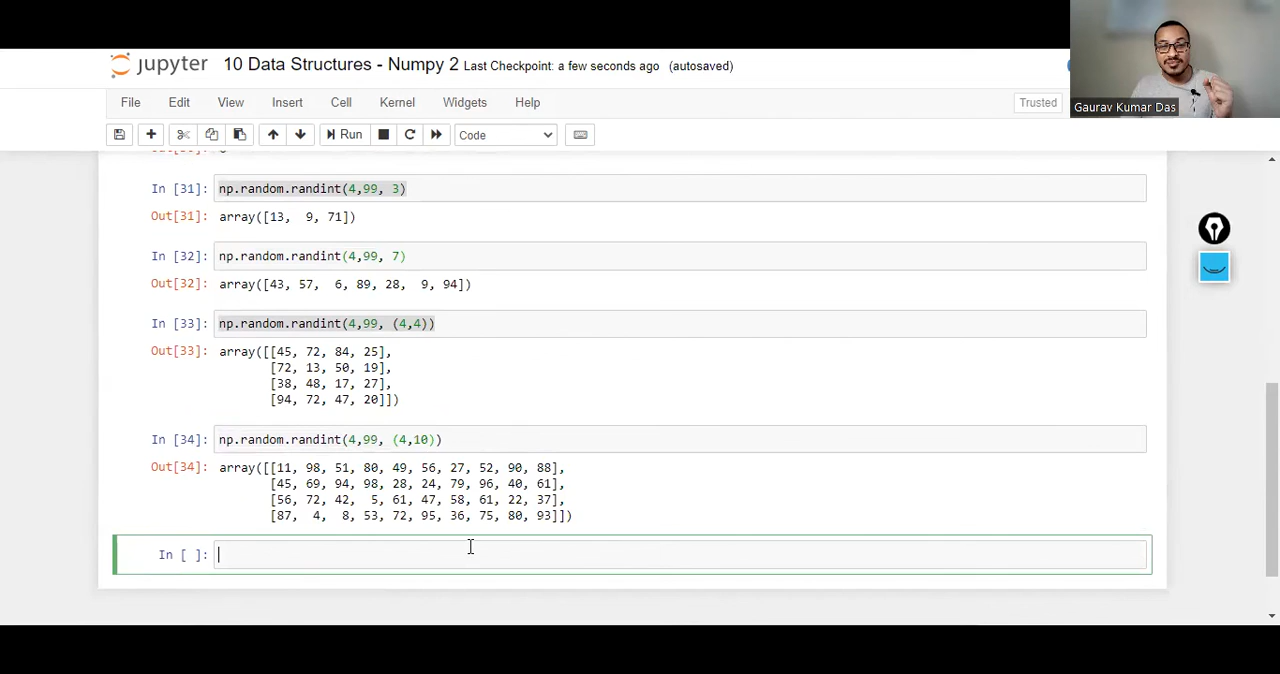 jupyter 10 Data Structures - Numpy 2 Last Checkpoint: a few seconds ago (autosaved)
Gaurav Kumar Das
File Edit View Insert Cell Kernel Widgets Help
Trusted
Run Code
In [31]: np.random.randint(4,99, 3)
Out[31]: array([13, 9, 71])
In [32]: np.random.randint(4,99, 7)
Out[32]: array([43, 57, 6, 89, 28, 9, 94])
In [33]: np.random.randint(4,99, (4,4))
Out[33]: array([[45, 72, 84, 25],
[72, 13, 50, 19],
[38, 48, 17, 27],
[94, 72, 47, 20]])
In [34]: np.random.randint(4,99, (4,10))
Out[34]: array([[11, 98, 51, 80, 49, 56, 27, 52, 90, 88],
[45, 69, 94, 98, 28, 24, 79, 96, 40, 61],
[56, 72, 42, 5, 61, 47, 58, 61, 22, 37],
[87, 4, 8, 53, 72, 95, 36, 75, 80, 93]])
In [ ]: